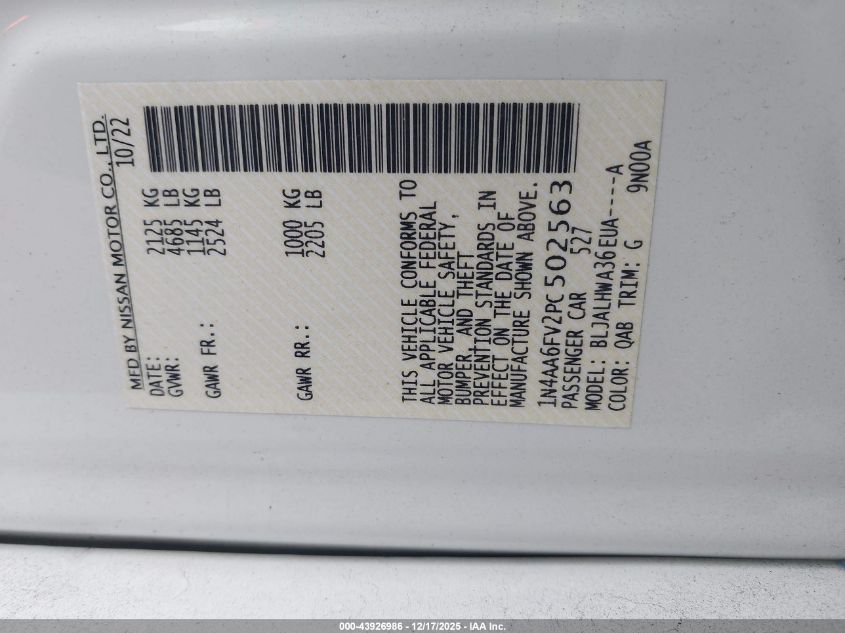 MFD BY NISSAN MOTOR CO., LTD.
DATE: 10/22
GVWR: 2125 KG
4685 LB
GAWR FR.: 1145 KG
2524 LB
GAWR RR.: 1000 KG
2205 LB
THIS VEHICLE CONFORMS TO
ALL APPLICABLE FEDERAL
MOTOR VEHICLE SAFETY,
BUMPER, AND THEFT
PREVENTION STANDARDS IN
EFFECT ON THE DATE OF
MANUFACTURE SHOWN ABOVE.
1N4AA6FV2PC502563
PASSENGER CAR 527
MODEL: BLJALHWA36EUA----A
COLOR: QAB TRIM: G 9N00A
000-43926986 - 12/17/2025 - IAA Inc.